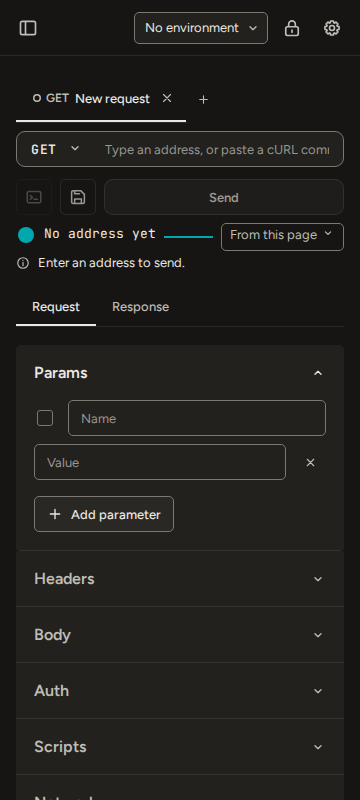 No environment
GET New request
GET Type an address, or paste a cURL comm
Send
No address yet From this page
Enter an address to send.
Request Response
Params
Name
Value
Add parameter
Headers
Body
Auth
Scripts